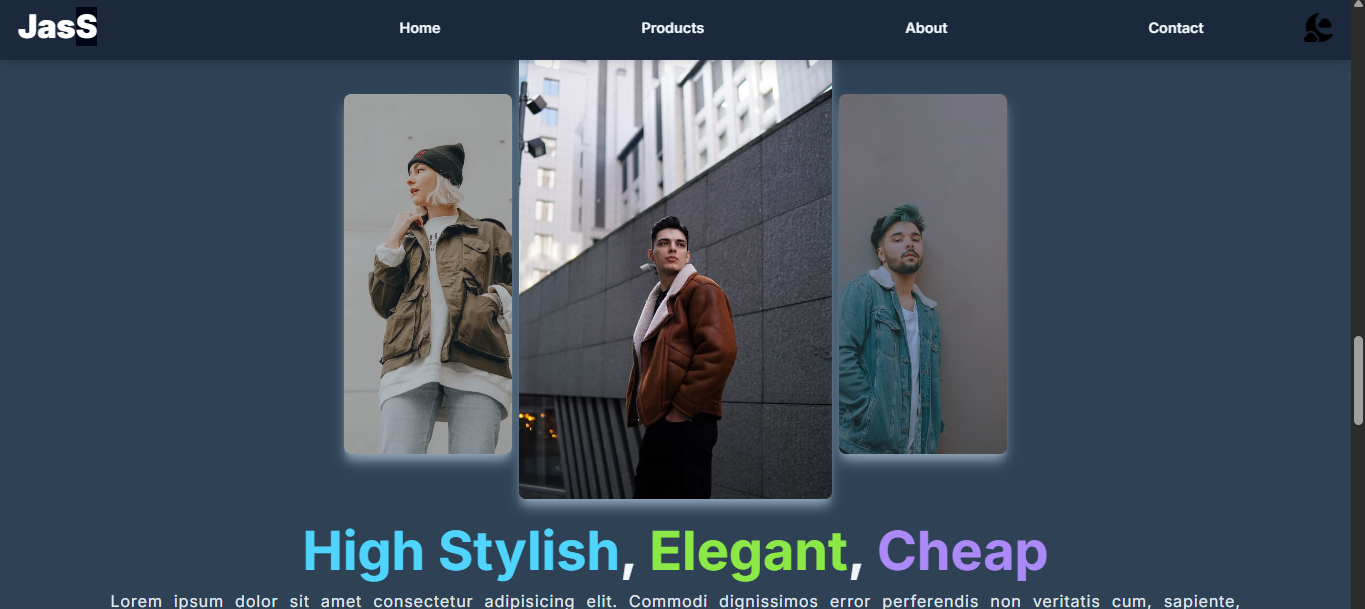 JasS Home Products About Contact
High Stylish, Elegant, Cheap
Lorem ipsum dolor sit amet consectetur adipisicing elit. Commodi dignissimos error perferendis non veritatis cum, sapiente,